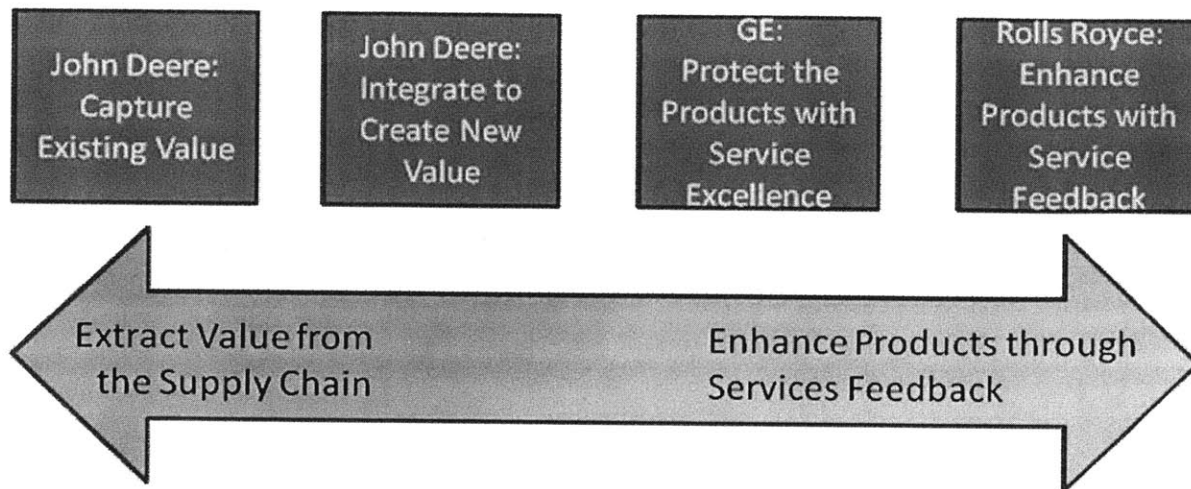 John Deere:
Capture
Existing Value
John Deere:
Integrate to
Create New
Value
GE:
Protect the
Products with
Service
Excellence
Rolls Royce:
Enhance
Products with
Service
Feedback
Extract Value from
the Supply Chain
Enhance Products through
Services Feedback